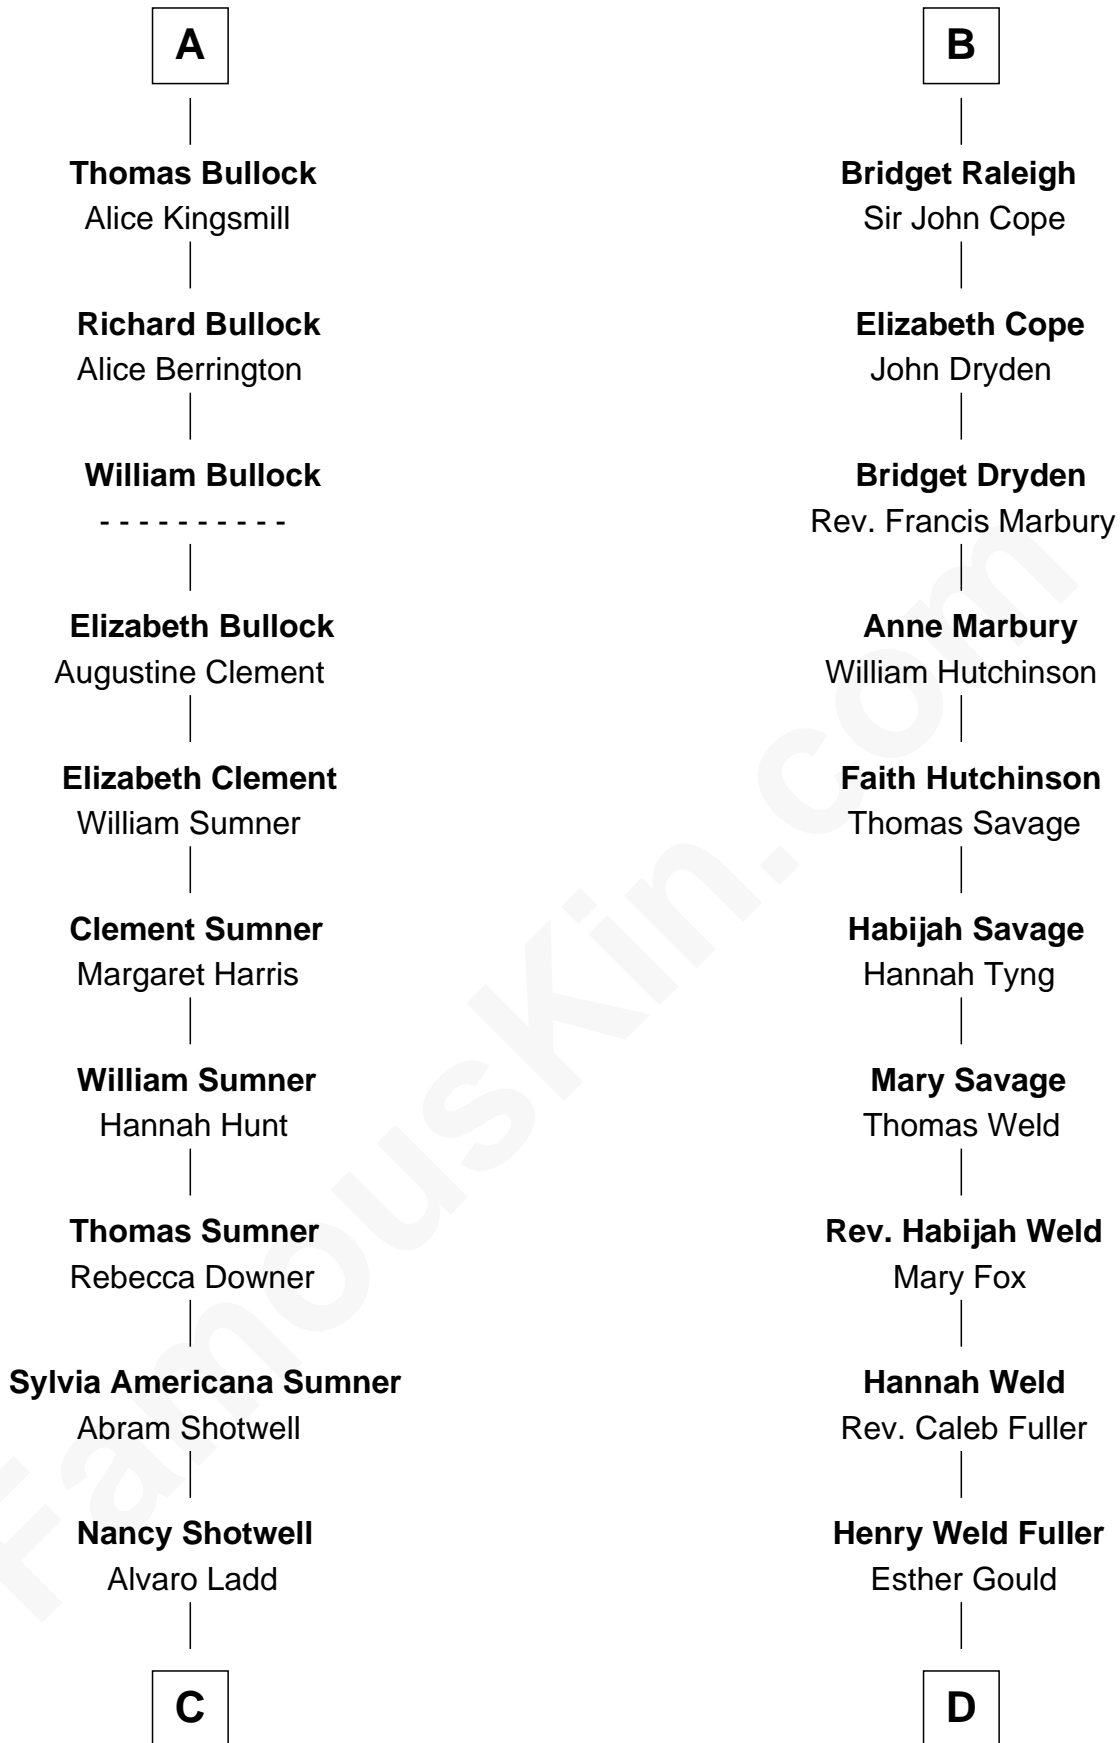 A
Thomas Bullock
Alice Kingsmill
Richard Bullock
Alice Berrington
William Bullock
- - - - - - - - - -
Elizabeth Bullock
Augustine Clement
Elizabeth Clement
William Sumner
Clement Sumner
Margaret Harris
William Sumner
Hannah Hunt
Thomas Sumner
Rebecca Downer
Sylvia Americana Sumner
Abram Shotwell
Nancy Shotwell
Alvaro Ladd
C
B
Bridget Raleigh
Sir John Cope
Elizabeth Cope
John Dryden
Bridget Dryden
Rev. Francis Marbury
Anne Marbury
William Hutchinson
Faith Hutchinson
Thomas Savage
Habijah Savage
Hannah Tyng
Mary Savage
Thomas Weld
Rev. Habijah Weld
Mary Fox
Hannah Weld
Rev. Caleb Fuller
Henry Weld Fuller
Esther Gould
D
FamousKin.com